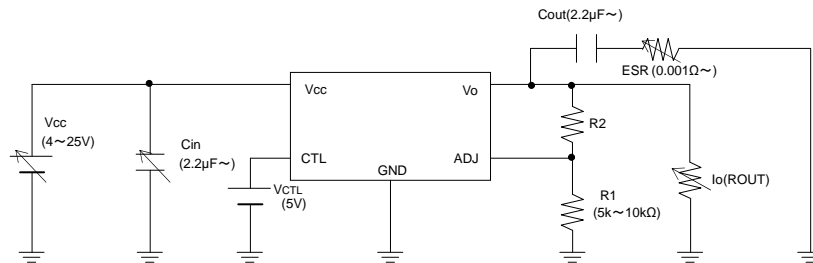 Cout(2.2µF～)
ESR (0.001Ω～)
Vcc
(4～25V)
Cin
(2.2µF～)
Vcc
Vo
CTL
ADJ
GND
VCTL
(5V)
R2
R1
(5k～10kΩ)
Io(ROUT)